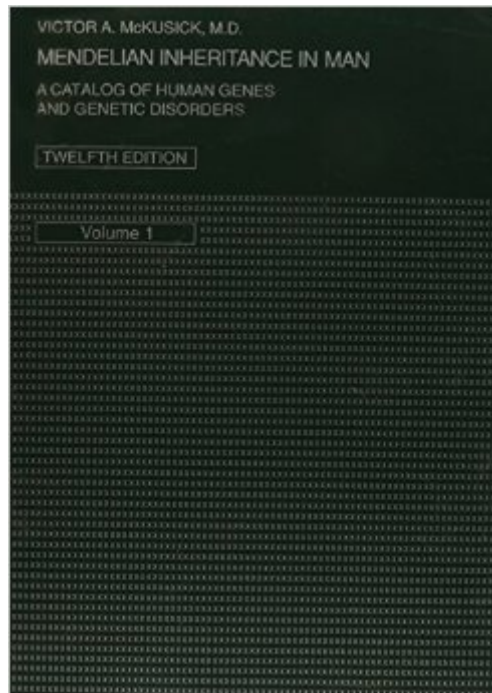 VICTOR A. McKUSICK, M.D.
MENDELIAN INHERITANCE IN MAN
A CATALOG OF HUMAN GENES
AND GENETIC DISORDERS
TWELFTH EDITION
Volume 1